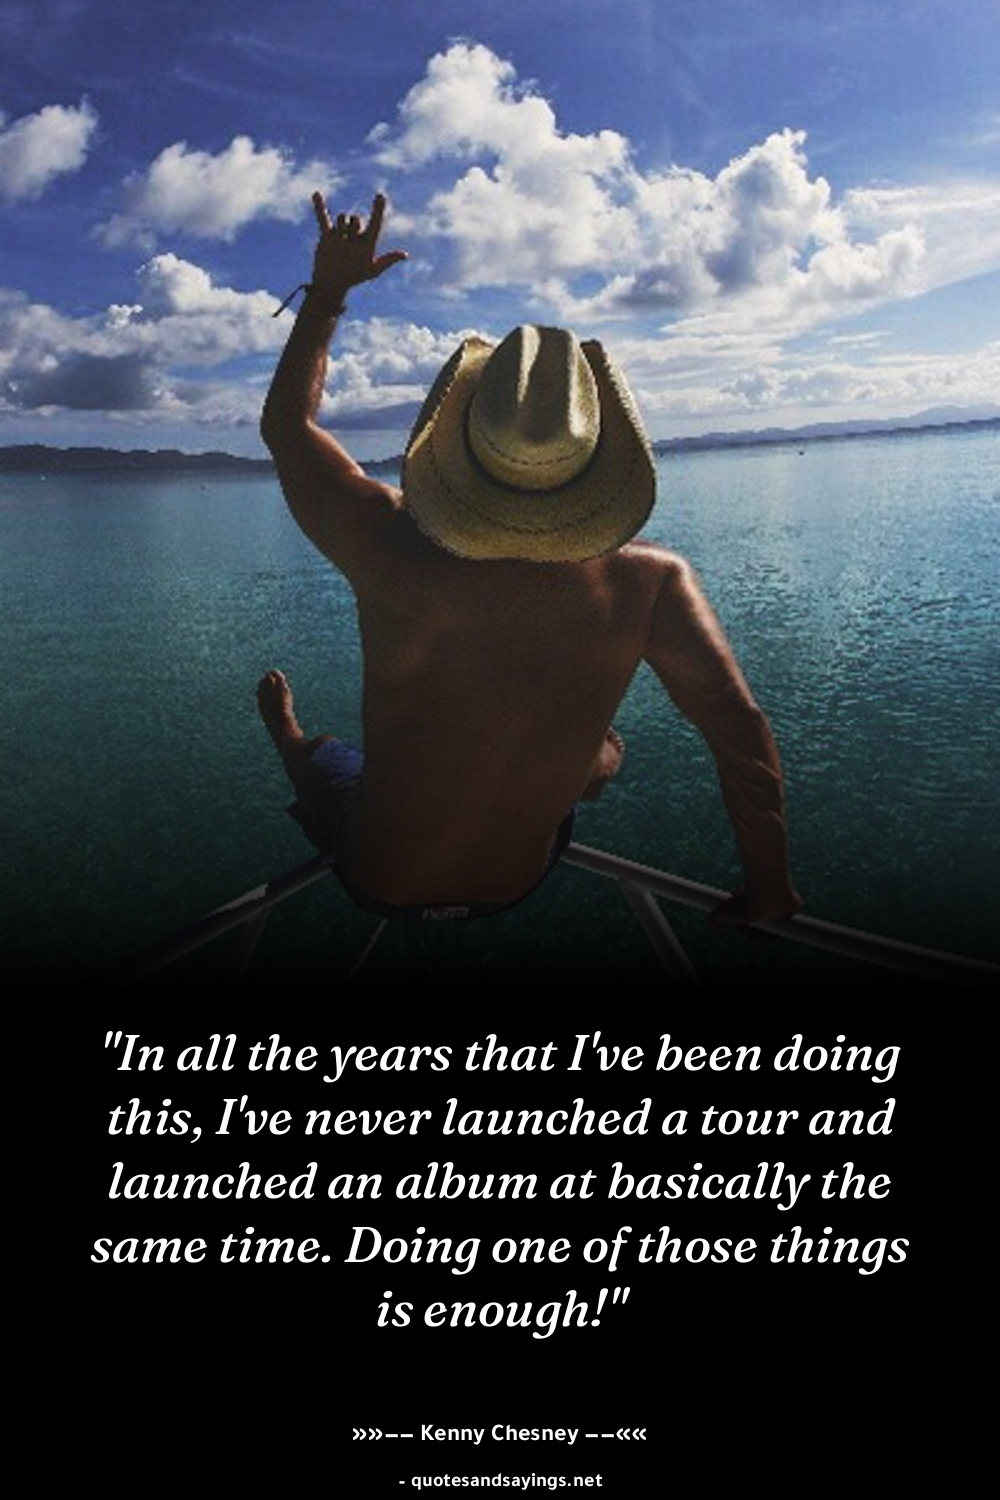 "In all the years that I've been doing
this, I've never launched a tour and
launched an album at basically the
same time. Doing one of those things
is enough!"
»»–– Kenny Chesney ––««
- quotesandsayings.net